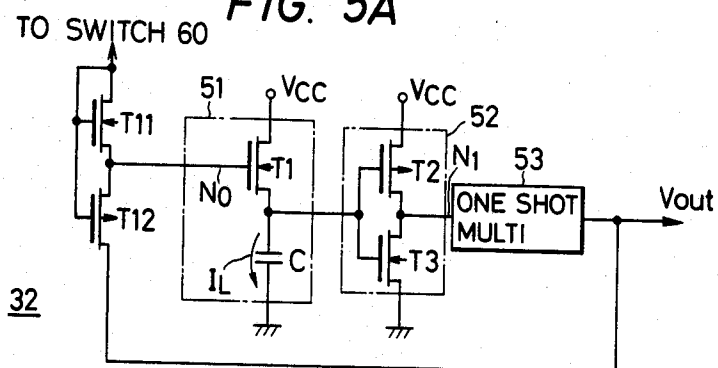 FIG. 5A
TO SWITCH 60
51
VCC
VCC
52
T11
T1
T2
N1
53
N0
ONE SHOT
MULTI
Vout
T12
T3
IL
C
32